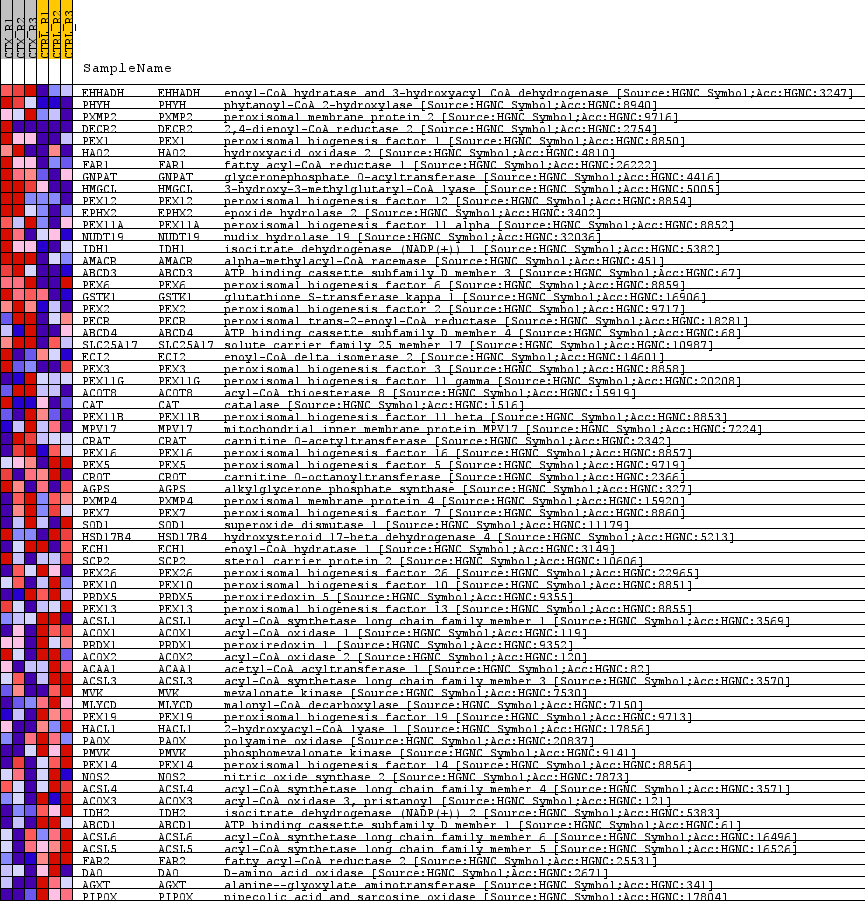 CTX_R1
CTX_R2
CTX_R3
CTRL_R1
CTRL_R2
CTRL_R3
SampleName
EHHADH EHHADH enoyl-CoA hydratase and 3-hydroxyacyl CoA dehydrogenase [Source:HGNC Symbol;Acc:HGNC:3247]
PHYH PHYH phytanoyl-CoA 2-hydroxylase [Source:HGNC Symbol;Acc:HGNC:8940]
PXMP2 PXMP2 peroxisomal membrane protein 2 [Source:HGNC Symbol;Acc:HGNC:9716]
DECR2 DECR2 2,4-dienoyl-CoA reductase 2 [Source:HGNC Symbol;Acc:HGNC:2754]
PEX1 PEX1 peroxisomal biogenesis factor 1 [Source:HGNC Symbol;Acc:HGNC:8850]
HAO2 HAO2 hydroxyacid oxidase 2 [Source:HGNC Symbol;Acc:HGNC:4810]
FAR1 FAR1 fatty acyl-CoA reductase 1 [Source:HGNC Symbol;Acc:HGNC:26222]
GNPAT GNPAT glyceronephosphate O-acyltransferase [Source:HGNC Symbol;Acc:HGNC:4416]
HMGCL HMGCL 3-hydroxy-3-methylglutaryl-CoA lyase [Source:HGNC Symbol;Acc:HGNC:5005]
PEX12 PEX12 peroxisomal biogenesis factor 12 [Source:HGNC Symbol;Acc:HGNC:8854]
EPHX2 EPHX2 epoxide hydrolase 2 [Source:HGNC Symbol;Acc:HGNC:3402]
PEX11A PEX11A peroxisomal biogenesis factor 11 alpha [Source:HGNC Symbol;Acc:HGNC:8852]
NUDT19 NUDT19 nudix hydrolase 19 [Source:HGNC Symbol;Acc:HGNC:32036]
IDH1 IDH1 isocitrate dehydrogenase (NADP(+)) 1 [Source:HGNC Symbol;Acc:HGNC:5382]
AMACR AMACR alpha-methylacyl-CoA racemase [Source:HGNC Symbol;Acc:HGNC:451]
ABCD3 ABCD3 ATP binding cassette subfamily D member 3 [Source:HGNC Symbol;Acc:HGNC:67]
PEX6 PEX6 peroxisomal biogenesis factor 6 [Source:HGNC Symbol;Acc:HGNC:8859]
GSTK1 GSTK1 glutathione S-transferase kappa 1 [Source:HGNC Symbol;Acc:HGNC:16906]
PEX2 PEX2 peroxisomal biogenesis factor 2 [Source:HGNC Symbol;Acc:HGNC:9717]
PECR PECR peroxisomal trans-2-enoyl-CoA reductase [Source:HGNC Symbol;Acc:HGNC:18281]
ABCD4 ABCD4 ATP binding cassette subfamily D member 4 [Source:HGNC Symbol;Acc:HGNC:68]
SLC25A17 SLC25A17 solute carrier family 25 member 17 [Source:HGNC Symbol;Acc:HGNC:10987]
ECI2 ECI2 enoyl-CoA delta isomerase 2 [Source:HGNC Symbol;Acc:HGNC:14601]
PEX3 PEX3 peroxisomal biogenesis factor 3 [Source:HGNC Symbol;Acc:HGNC:8858]
PEX11G PEX11G peroxisomal biogenesis factor 11 gamma [Source:HGNC Symbol;Acc:HGNC:20208]
ACOT8 ACOT8 acyl-CoA thioesterase 8 [Source:HGNC Symbol;Acc:HGNC:15919]
CAT CAT catalase [Source:HGNC Symbol;Acc:HGNC:1516]
PEX11B PEX11B peroxisomal biogenesis factor 11 beta [Source:HGNC Symbol;Acc:HGNC:8853]
MPV17 MPV17 mitochondrial inner membrane protein MPV17 [Source:HGNC Symbol;Acc:HGNC:7224]
CRAT CRAT carnitine O-acetyltransferase [Source:HGNC Symbol;Acc:HGNC:2342]
PEX16 PEX16 peroxisomal biogenesis factor 16 [Source:HGNC Symbol;Acc:HGNC:8857]
PEX5 PEX5 peroxisomal biogenesis factor 5 [Source:HGNC Symbol;Acc:HGNC:9719]
CROT CROT carnitine O-octanoyltransferase [Source:HGNC Symbol;Acc:HGNC:2366]
AGPS AGPS alkylglycerone phosphate synthase [Source:HGNC Symbol;Acc:HGNC:327]
PXMP4 PXMP4 peroxisomal membrane protein 4 [Source:HGNC Symbol;Acc:HGNC:15920]
PEX7 PEX7 peroxisomal biogenesis factor 7 [Source:HGNC Symbol;Acc:HGNC:8860]
SOD1 SOD1 superoxide dismutase 1 [Source:HGNC Symbol;Acc:HGNC:11179]
HSD17B4 HSD17B4 hydroxysteroid 17-beta dehydrogenase 4 [Source:HGNC Symbol;Acc:HGNC:5213]
ECH1 ECH1 enoyl-CoA hydratase 1 [Source:HGNC Symbol;Acc:HGNC:3149]
SCP2 SCP2 sterol carrier protein 2 [Source:HGNC Symbol;Acc:HGNC:10606]
PEX26 PEX26 peroxisomal biogenesis factor 26 [Source:HGNC Symbol;Acc:HGNC:22965]
PEX10 PEX10 peroxisomal biogenesis factor 10 [Source:HGNC Symbol;Acc:HGNC:8851]
PRDX5 PRDX5 peroxiredoxin 5 [Source:HGNC Symbol;Acc:HGNC:9355]
PEX13 PEX13 peroxisomal biogenesis factor 13 [Source:HGNC Symbol;Acc:HGNC:8855]
ACSL1 ACSL1 acyl-CoA synthetase long chain family member 1 [Source:HGNC Symbol;Acc:HGNC:3569]
ACOX1 ACOX1 acyl-CoA oxidase 1 [Source:HGNC Symbol;Acc:HGNC:119]
PRDX1 PRDX1 peroxiredoxin 1 [Source:HGNC Symbol;Acc:HGNC:9352]
ACOX2 ACOX2 acyl-CoA oxidase 2 [Source:HGNC Symbol;Acc:HGNC:120]
ACAA1 ACAA1 acetyl-CoA acyltransferase 1 [Source:HGNC Symbol;Acc:HGNC:82]
ACSL3 ACSL3 acyl-CoA synthetase long chain family member 3 [Source:HGNC Symbol;Acc:HGNC:3570]
MVK MVK mevalonate kinase [Source:HGNC Symbol;Acc:HGNC:7530]
MLYCD MLYCD malonyl-CoA decarboxylase [Source:HGNC Symbol;Acc:HGNC:7150]
PEX19 PEX19 peroxisomal biogenesis factor 19 [Source:HGNC Symbol;Acc:HGNC:9713]
HACL1 HACL1 2-hydroxyacyl-CoA lyase 1 [Source:HGNC Symbol;Acc:HGNC:17856]
PAOX PAOX polyamine oxidase [Source:HGNC Symbol;Acc:HGNC:20837]
PMVK PMVK phosphomevalonate kinase [Source:HGNC Symbol;Acc:HGNC:9141]
PEX14 PEX14 peroxisomal biogenesis factor 14 [Source:HGNC Symbol;Acc:HGNC:8856]
NOS2 NOS2 nitric oxide synthase 2 [Source:HGNC Symbol;Acc:HGNC:7873]
ACSL4 ACSL4 acyl-CoA synthetase long chain family member 4 [Source:HGNC Symbol;Acc:HGNC:3571]
ACOX3 ACOX3 acyl-CoA oxidase 3, pristanoyl [Source:HGNC Symbol;Acc:HGNC:121]
IDH2 IDH2 isocitrate dehydrogenase (NADP(+)) 2 [Source:HGNC Symbol;Acc:HGNC:5383]
ABCD1 ABCD1 ATP binding cassette subfamily D member 1 [Source:HGNC Symbol;Acc:HGNC:61]
ACSL6 ACSL6 acyl-CoA synthetase long chain family member 6 [Source:HGNC Symbol;Acc:HGNC:16496]
ACSL5 ACSL5 acyl-CoA synthetase long chain family member 5 [Source:HGNC Symbol;Acc:HGNC:16526]
FAR2 FAR2 fatty acyl-CoA reductase 2 [Source:HGNC Symbol;Acc:HGNC:25531]
DAO DAO D-amino acid oxidase [Source:HGNC Symbol;Acc:HGNC:2671]
AGXT AGXT alanine--glyoxylate aminotransferase [Source:HGNC Symbol;Acc:HGNC:341]
PIPOX PIPOX pipecolic acid and sarcosine oxidase [Source:HGNC Symbol;Acc:HGNC:17804]